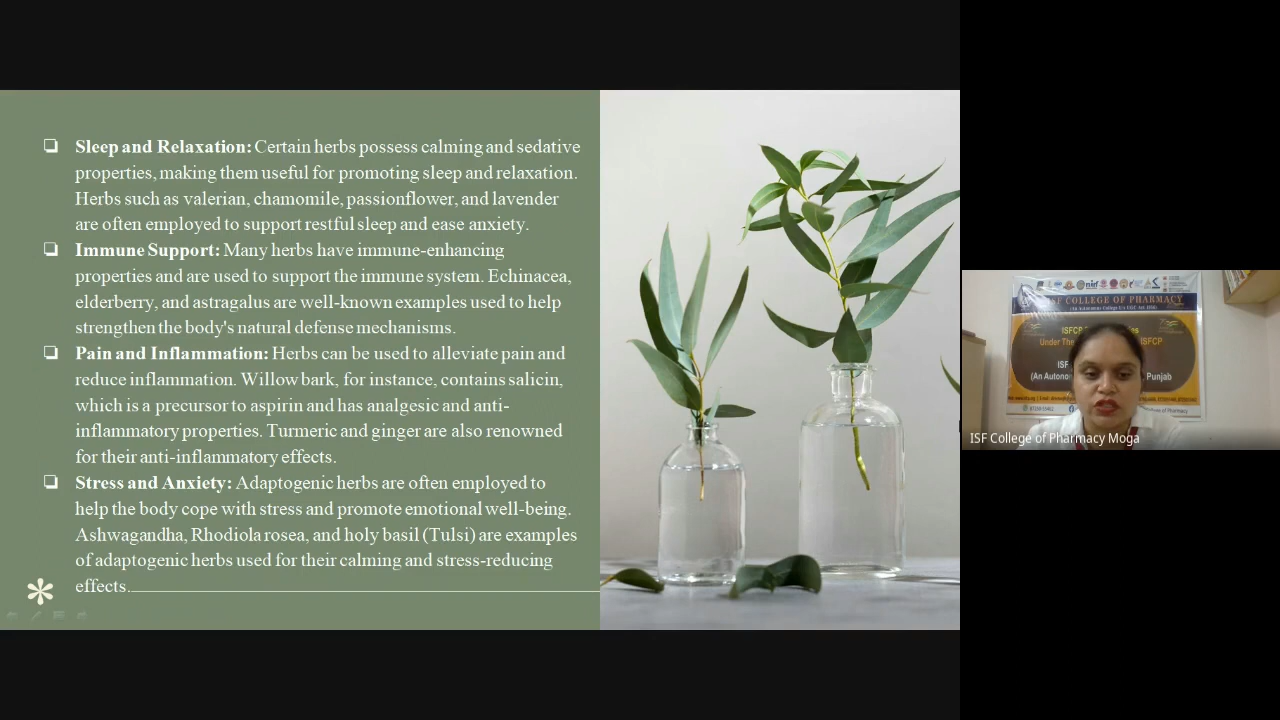 ❏ Sleep and Relaxation: Certain herbs possess calming and sedative
properties, making them useful for promoting sleep and relaxation.
Herbs such as valerian, chamomile, passionflower, and lavender
are often employed to support restful sleep and ease anxiety.
❏ Immune Support: Many herbs have immune-enhancing
properties and are used to support the immune system. Echinacea,
elderberry, and astragalus are well-known examples used to help
strengthen the body's natural defense mechanisms.
❏ Pain and Inflammation: Herbs can be used to alleviate pain and
reduce inflammation. Willow bark, for instance, contains salicin,
which is a precursor to aspirin and has analgesic and anti-
inflammatory properties. Turmeric and ginger are also renowned
for their anti-inflammatory effects.
❏ Stress and Anxiety: Adaptogenic herbs are often employed to
help the body cope with stress and promote emotional well-being.
Ashwagandha, Rhodiola rosea, and holy basil (Tulsi) are examples
of adaptogenic herbs used for their calming and stress-reducing
effects.
ISF COLLEGE OF PHARMACY
ISFCP
Under The ISFCP
ISF
(An Autono Punjab
ISF College of Pharmacy Moga